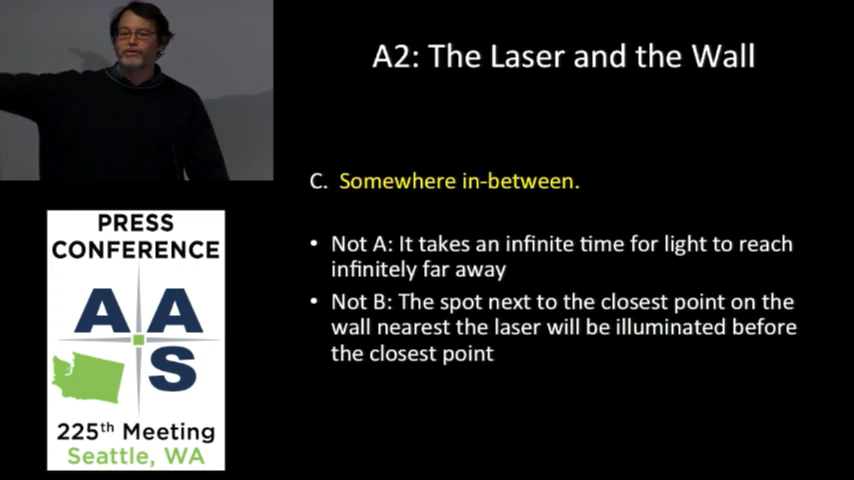 A2: The Laser and the Wall
C. Somewhere in-between.
• Not A: It takes an infinite time for light to reach
infinitely far away
• Not B: The spot next to the closest point on the
wall nearest the laser will be illuminated before
the closest point
PRESS
CONFERENCE
A A
S
225th Meeting
Seattle, WA